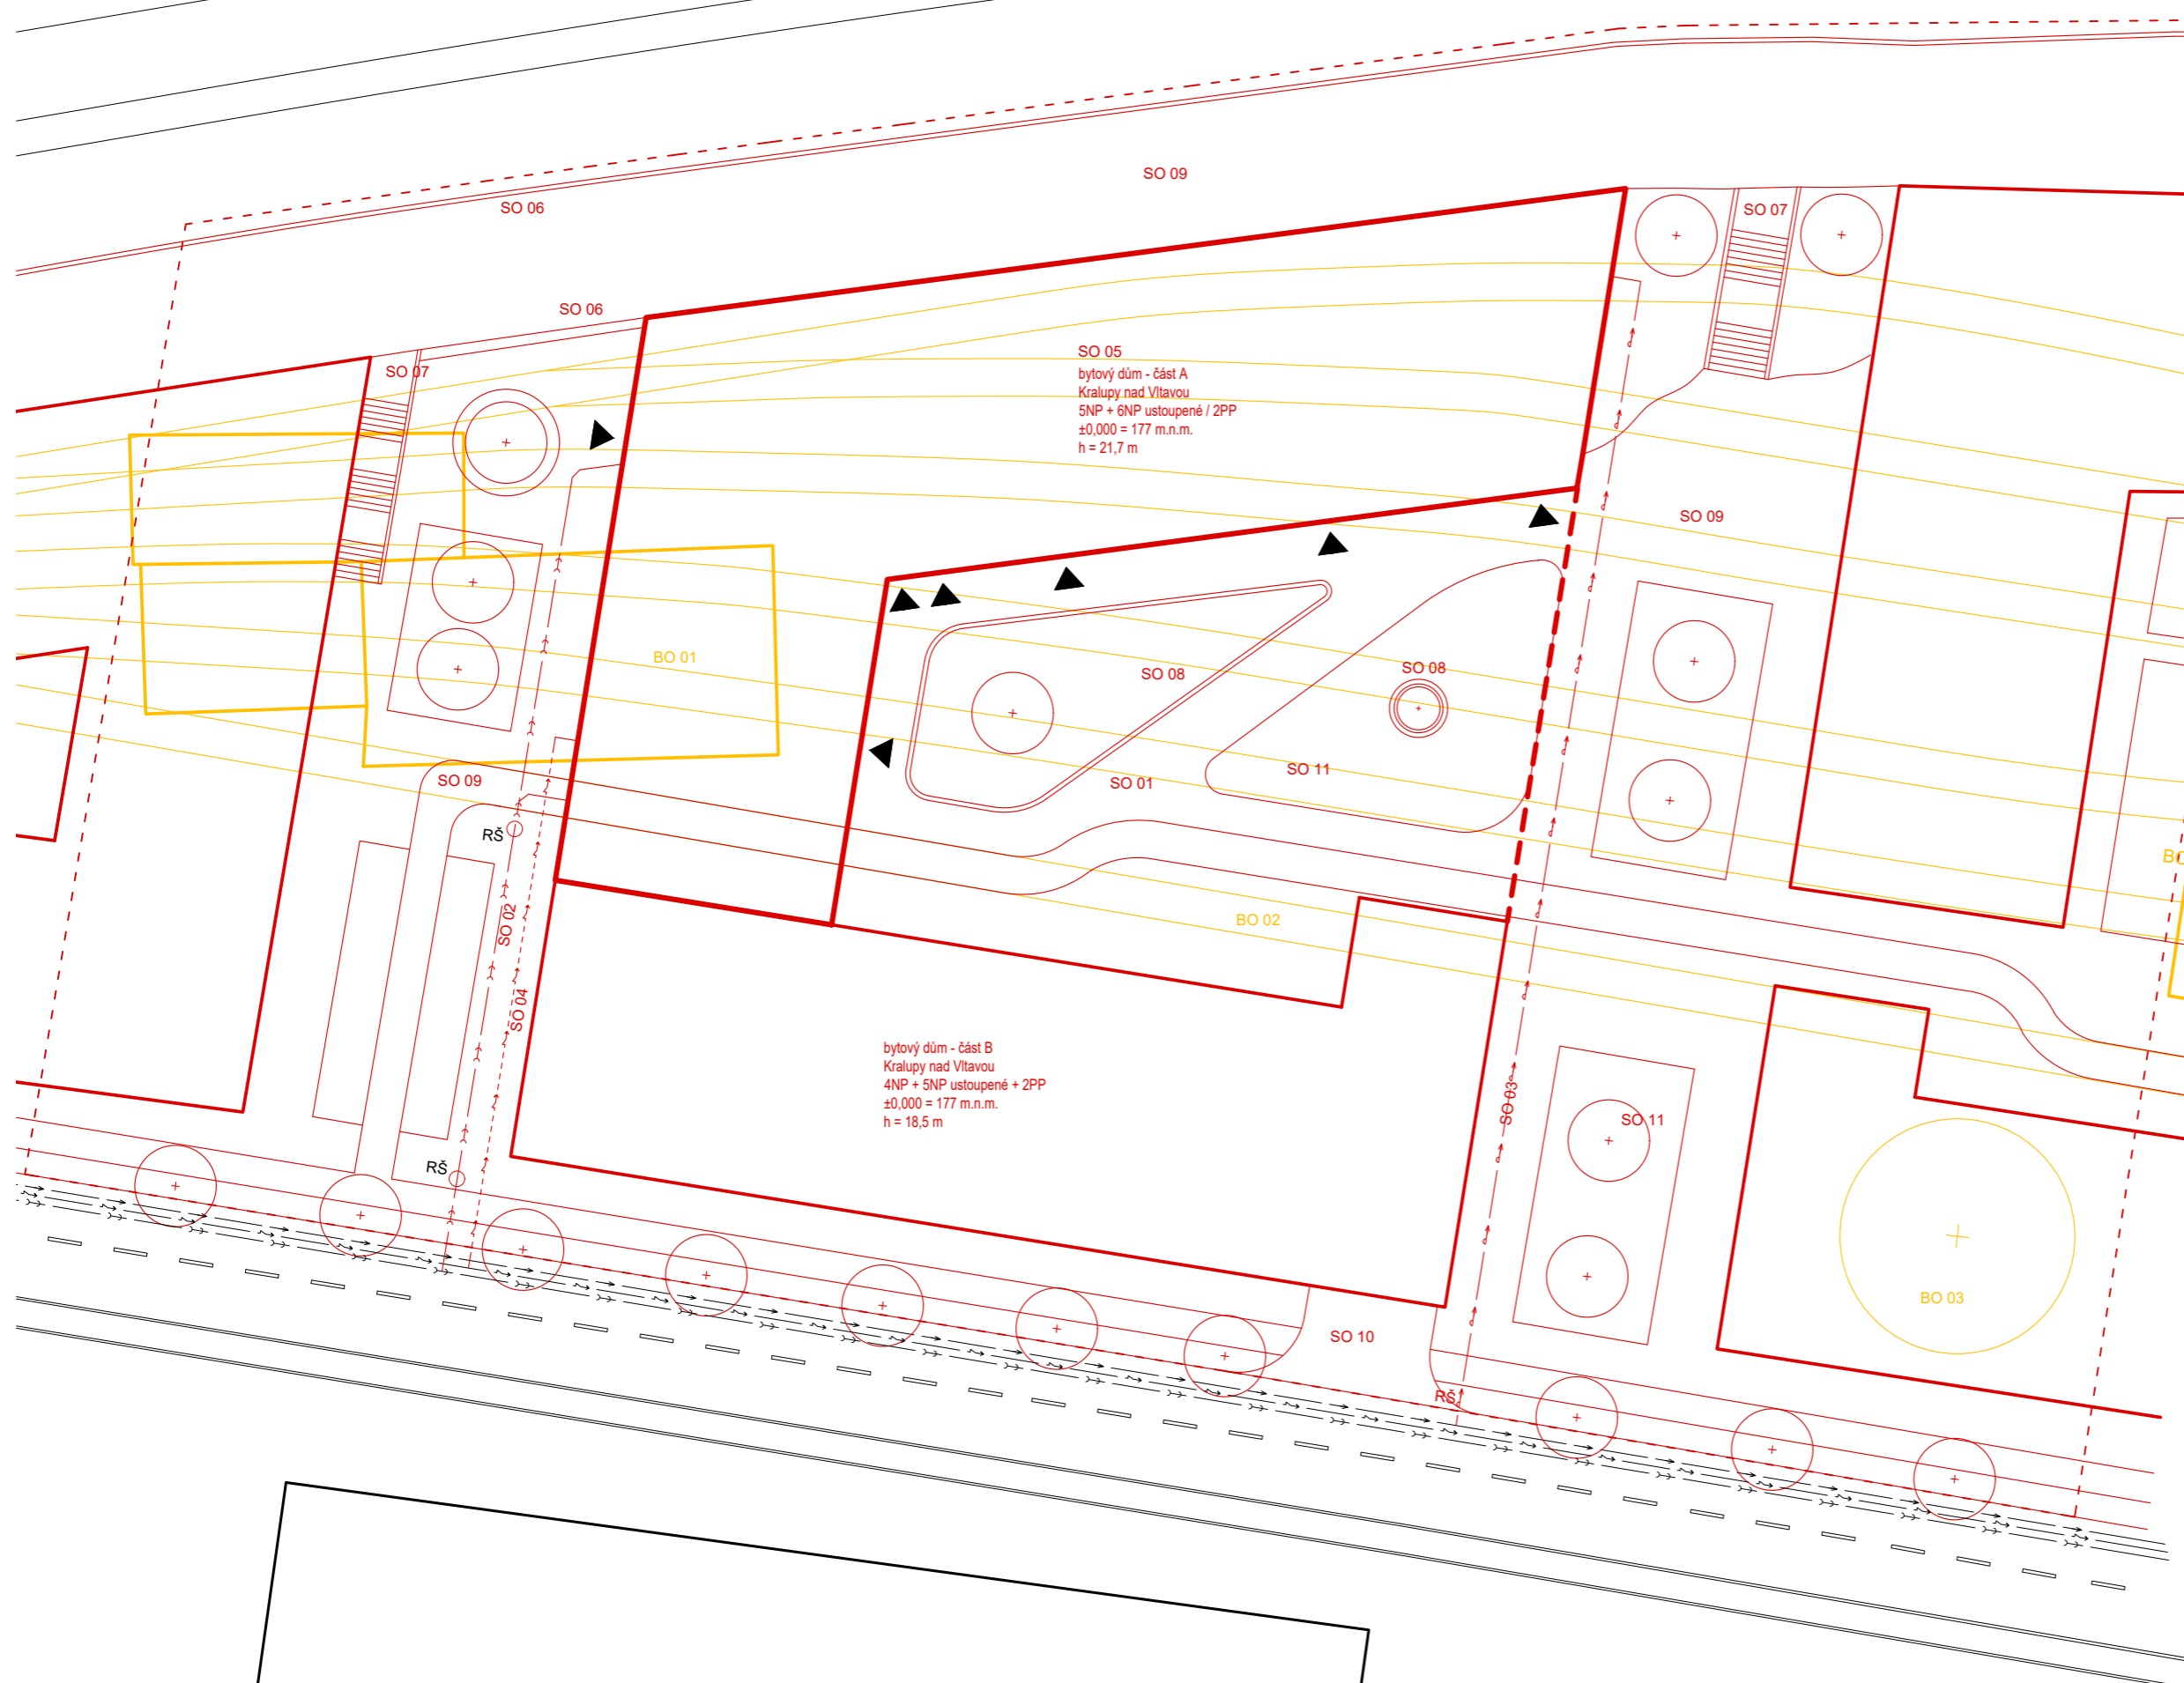 SO 09
SO 06
SO 07
SO 06
SO 07
SO 05
bytový dům - část A
Kralupy nad Vltavou
5NP + 6NP ustoupené / 2PP
±0,000 = 177 m.n.m.
h = 21,7 m
SO 09
BO 01
SO 08
SO 08
SO 09
SO 01
SO 11
RŠ
BO
SO 02
BO 02
SO 04
bytový dům - část B
Kralupy nad Vltavou
4NP + 5NP ustoupené + 2PP
±0,000 = 177 m.n.m.
h = 18,5 m
SO 03
SO 11
RŠ
BO 03
SO 10
RŠ